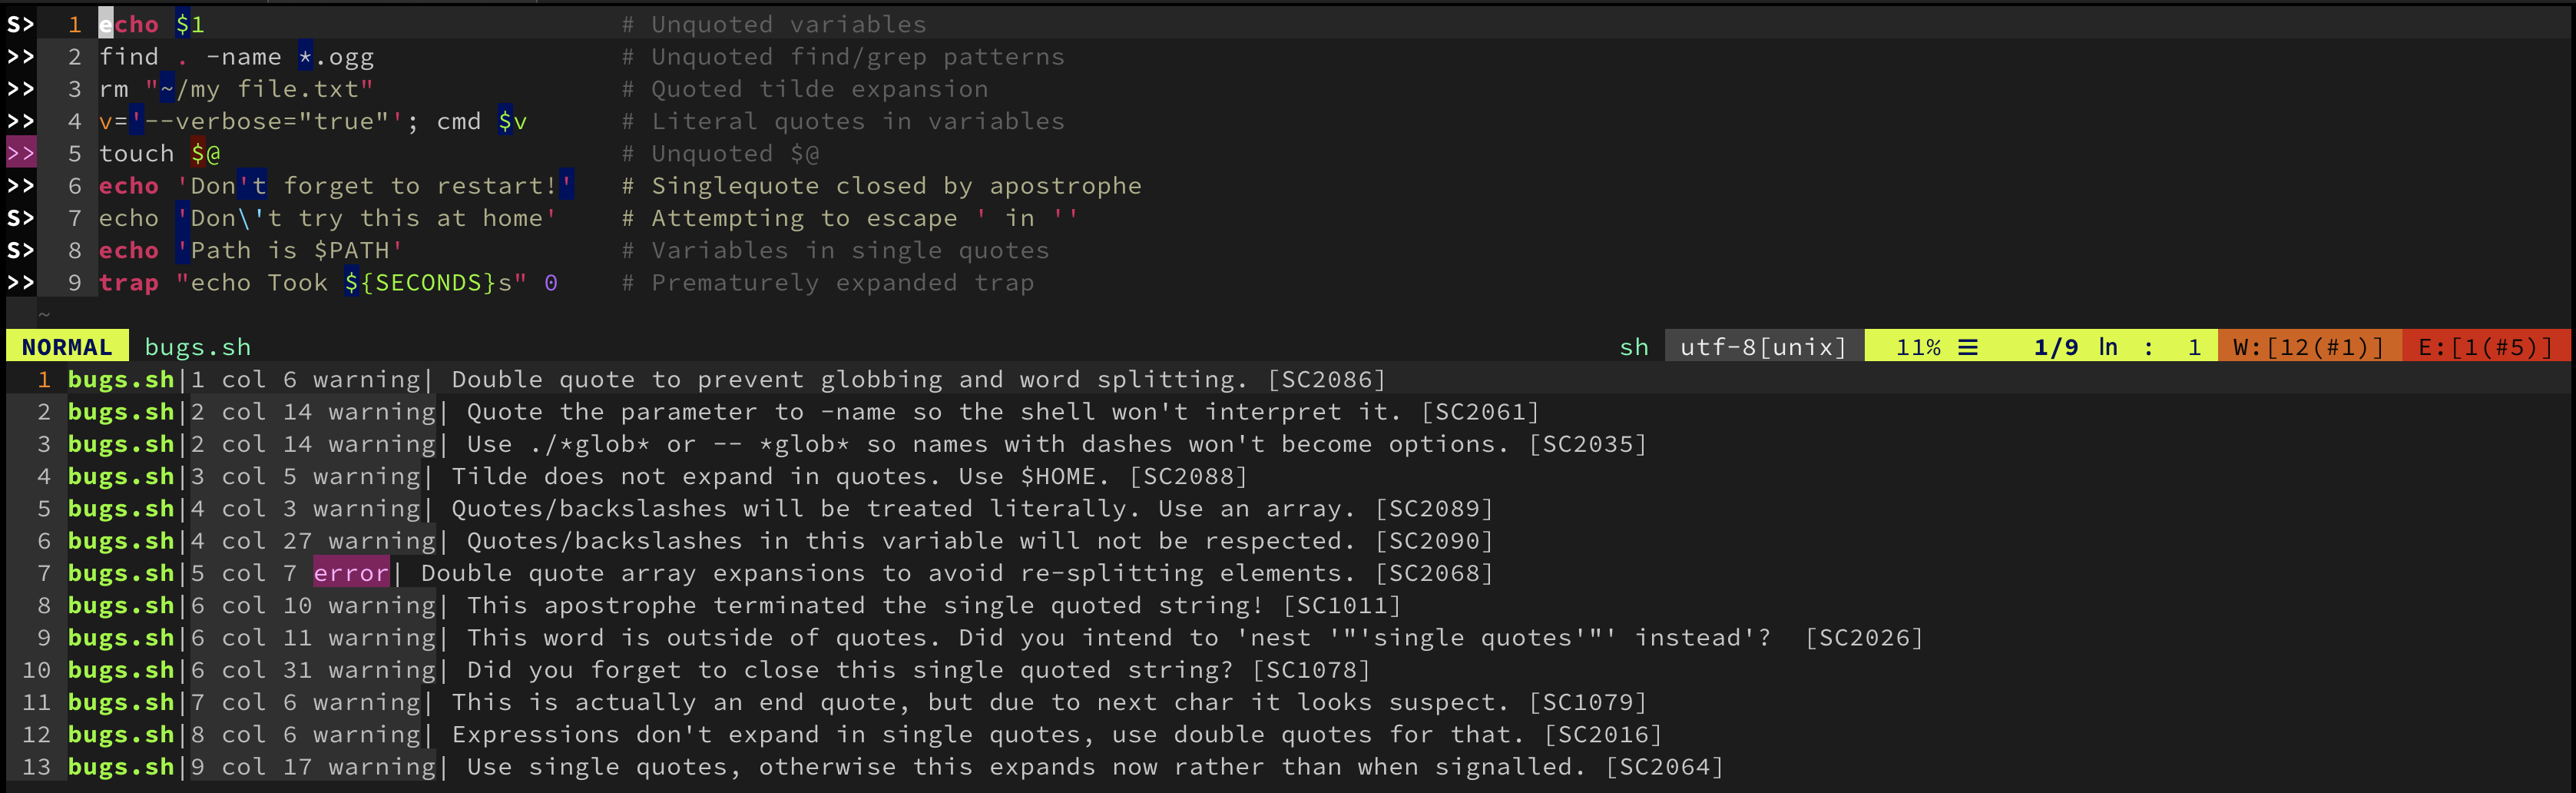 S> 1 echo $1 # Unquoted variables
>> 2 find . -name *.ogg # Unquoted find/grep patterns
>> 3 rm "~/my file.txt" # Quoted tilde expansion
>> 4 v='--verbose="true"'; cmd $v # Literal quotes in variables
>> 5 touch $@ # Unquoted $@
>> 6 echo 'Don't forget to restart!' # Singlequote closed by apostrophe
S> 7 echo 'Don\'t try this at home' # Attempting to escape ' in ''
S> 8 echo 'Path is $PATH' # Variables in single quotes
>> 9 trap "echo Took ${SECONDS}s" 0 # Prematurely expanded trap
~
NORMAL bugs.sh sh utf-8[unix] 11% ☰ 1/9 ln : 1 W:[12(#1)] E:[1(#5)]
1 bugs.sh|1 col 6 warning| Double quote to prevent globbing and word splitting. [SC2086]
2 bugs.sh|2 col 14 warning| Quote the parameter to -name so the shell won't interpret it. [SC2061]
3 bugs.sh|2 col 14 warning| Use ./*glob* or -- *glob* so names with dashes won't become options. [SC2035]
4 bugs.sh|3 col 5 warning| Tilde does not expand in quotes. Use $HOME. [SC2088]
5 bugs.sh|4 col 3 warning| Quotes/backslashes will be treated literally. Use an array. [SC2089]
6 bugs.sh|4 col 27 warning| Quotes/backslashes in this variable will not be respected. [SC2090]
7 bugs.sh|5 col 7 error| Double quote array expansions to avoid re-splitting elements. [SC2068]
8 bugs.sh|6 col 10 warning| This apostrophe terminated the single quoted string! [SC1011]
9 bugs.sh|6 col 11 warning| This word is outside of quotes. Did you intend to 'nest '"'single quotes'"' instead'? [SC2026]
10 bugs.sh|6 col 31 warning| Did you forget to close this single quoted string? [SC1078]
11 bugs.sh|7 col 6 warning| This is actually an end quote, but due to next char it looks suspect. [SC1079]
12 bugs.sh|8 col 6 warning| Expressions don't expand in single quotes, use double quotes for that. [SC2016]
13 bugs.sh|9 col 17 warning| Use single quotes, otherwise this expands now rather than when signalled. [SC2064]